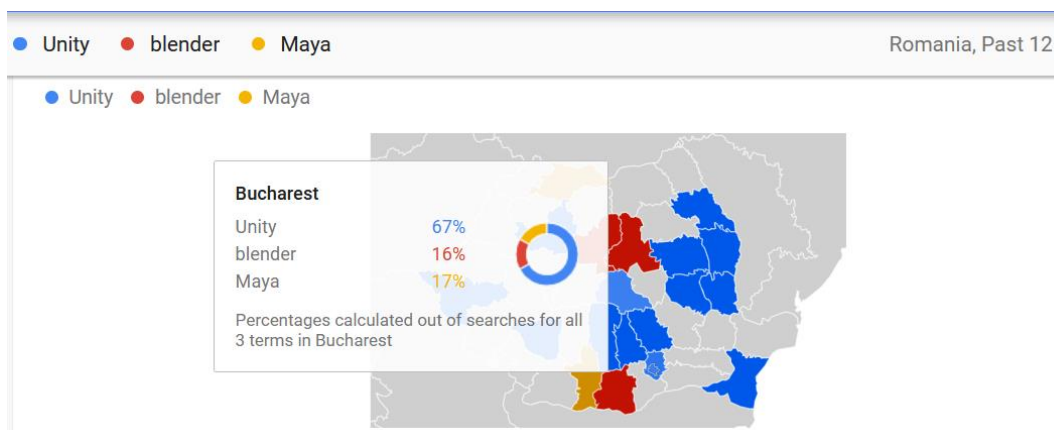 Unity blender Maya Romania, Past 12
Unity blender Maya
Bucharest
Unity 67%
blender 16%
Maya 17%
Percentages calculated out of searches for all
3 terms in Bucharest